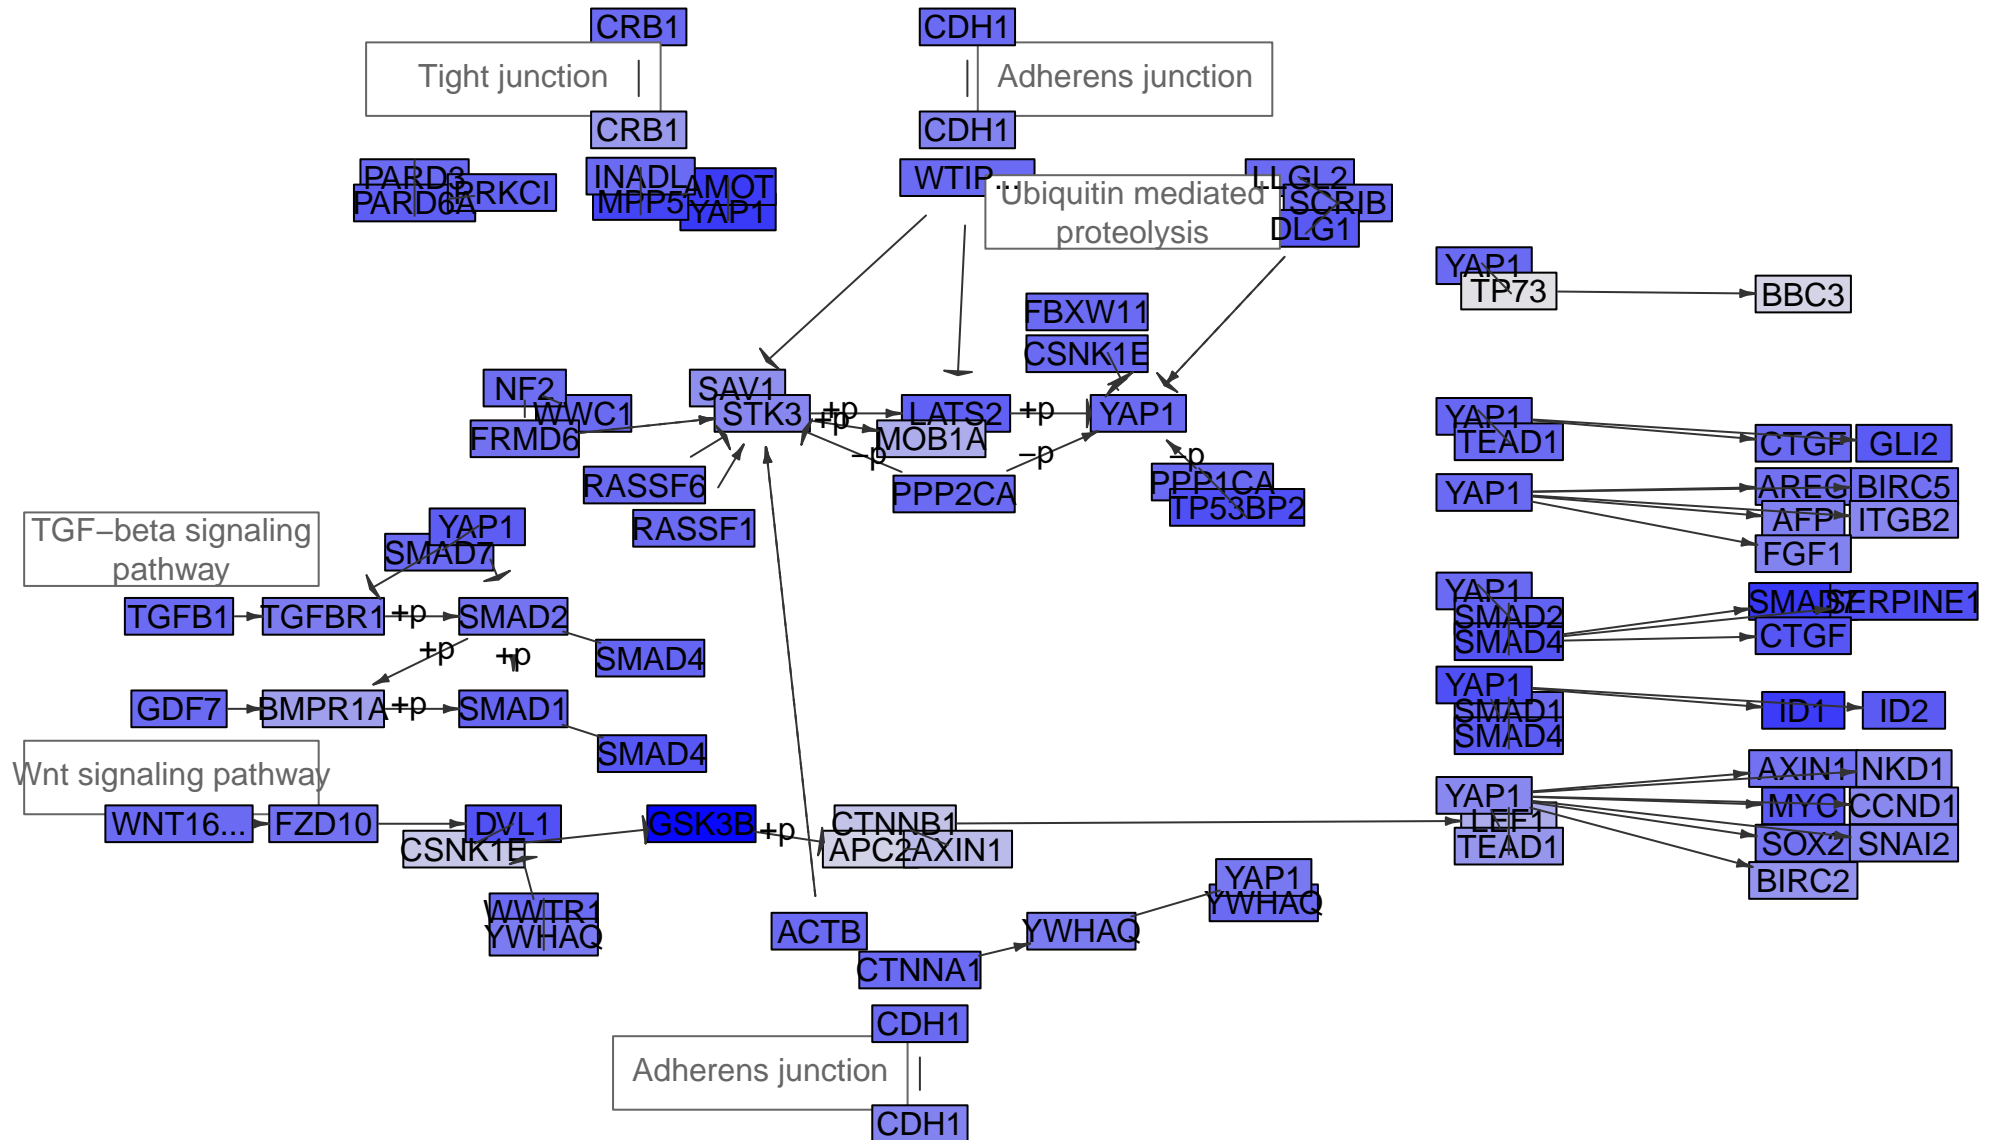 CRB1
CDH1
Tight junction
Adherens junction
CRB1
CDH1
PARD3
PARD6A
PRKCI
INADL
MPP5
AMOT
YAP1
WTIP...
LLGL2
SCRIB
DLG1
Ubiquitin mediated
proteolysis
YAP1
TP73
BBC3
FBXW11
CSNK1E
NF2
WWC1
FRMD6
SAV1
STK3
+p
+p
LATS2
MOB1A
+p
YAP1
YAP1
TEAD1
CTGF
GLI2
−p
−p
−p
RASSF6
RASSF1
PPP2CA
PPP1CA
TP53BP2
YAP1
AREG
BIRC5
AFP
ITGB2
FGF1
TGF−beta signaling
pathway
YAP1
SMAD7
TGFB1
TGFBR1
+p
SMAD2
+p
+p
SMAD4
YAP1
SMAD2
SMAD4
SMAD7
SERPINE1
CTGF
GDF7
BMPR1A
+p
SMAD1
SMAD4
YAP1
SMAD1
SMAD4
ID1
ID2
Wnt signaling pathway
WNT16...
FZD10
DVL1
CSNK1E
GSK3B
+p
CTNNB1
APC2
AXIN1
YAP1
LEF1
TEAD1
AXIN1
NKD1
MYC
CCND1
SOX2
SNAI2
BIRC2
WWTR1
YWHAQ
ACTB
CTNNA1
YWHAQ
YAP1
YWHAQ
CDH1
Adherens junction
CDH1